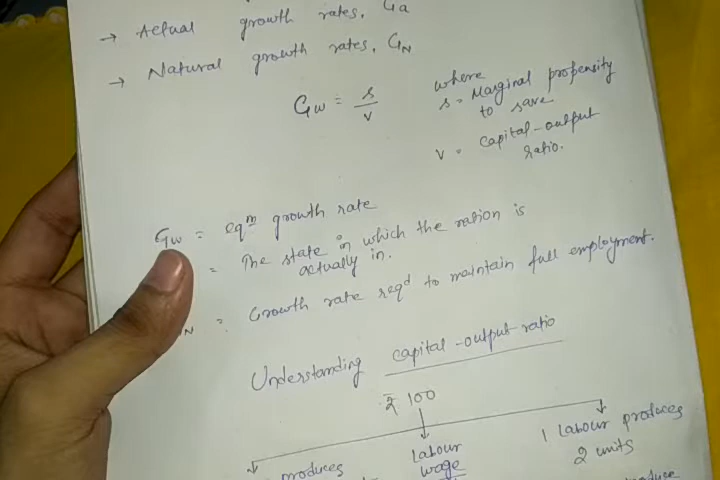 → Actual growth rates, Ga
→ Natural growth rates, GN
Gw = s/v
where
s = Marginal propensity
to save
v = capital-output
ratio.
Gw = eqm growth rate
= The state in which the nation is
actually in.
N = Growth rate reqd to maintain full employment.
Understanding capital-output ratio
₹ 100
produces
Labour
wage
1 Labour produces
2 units